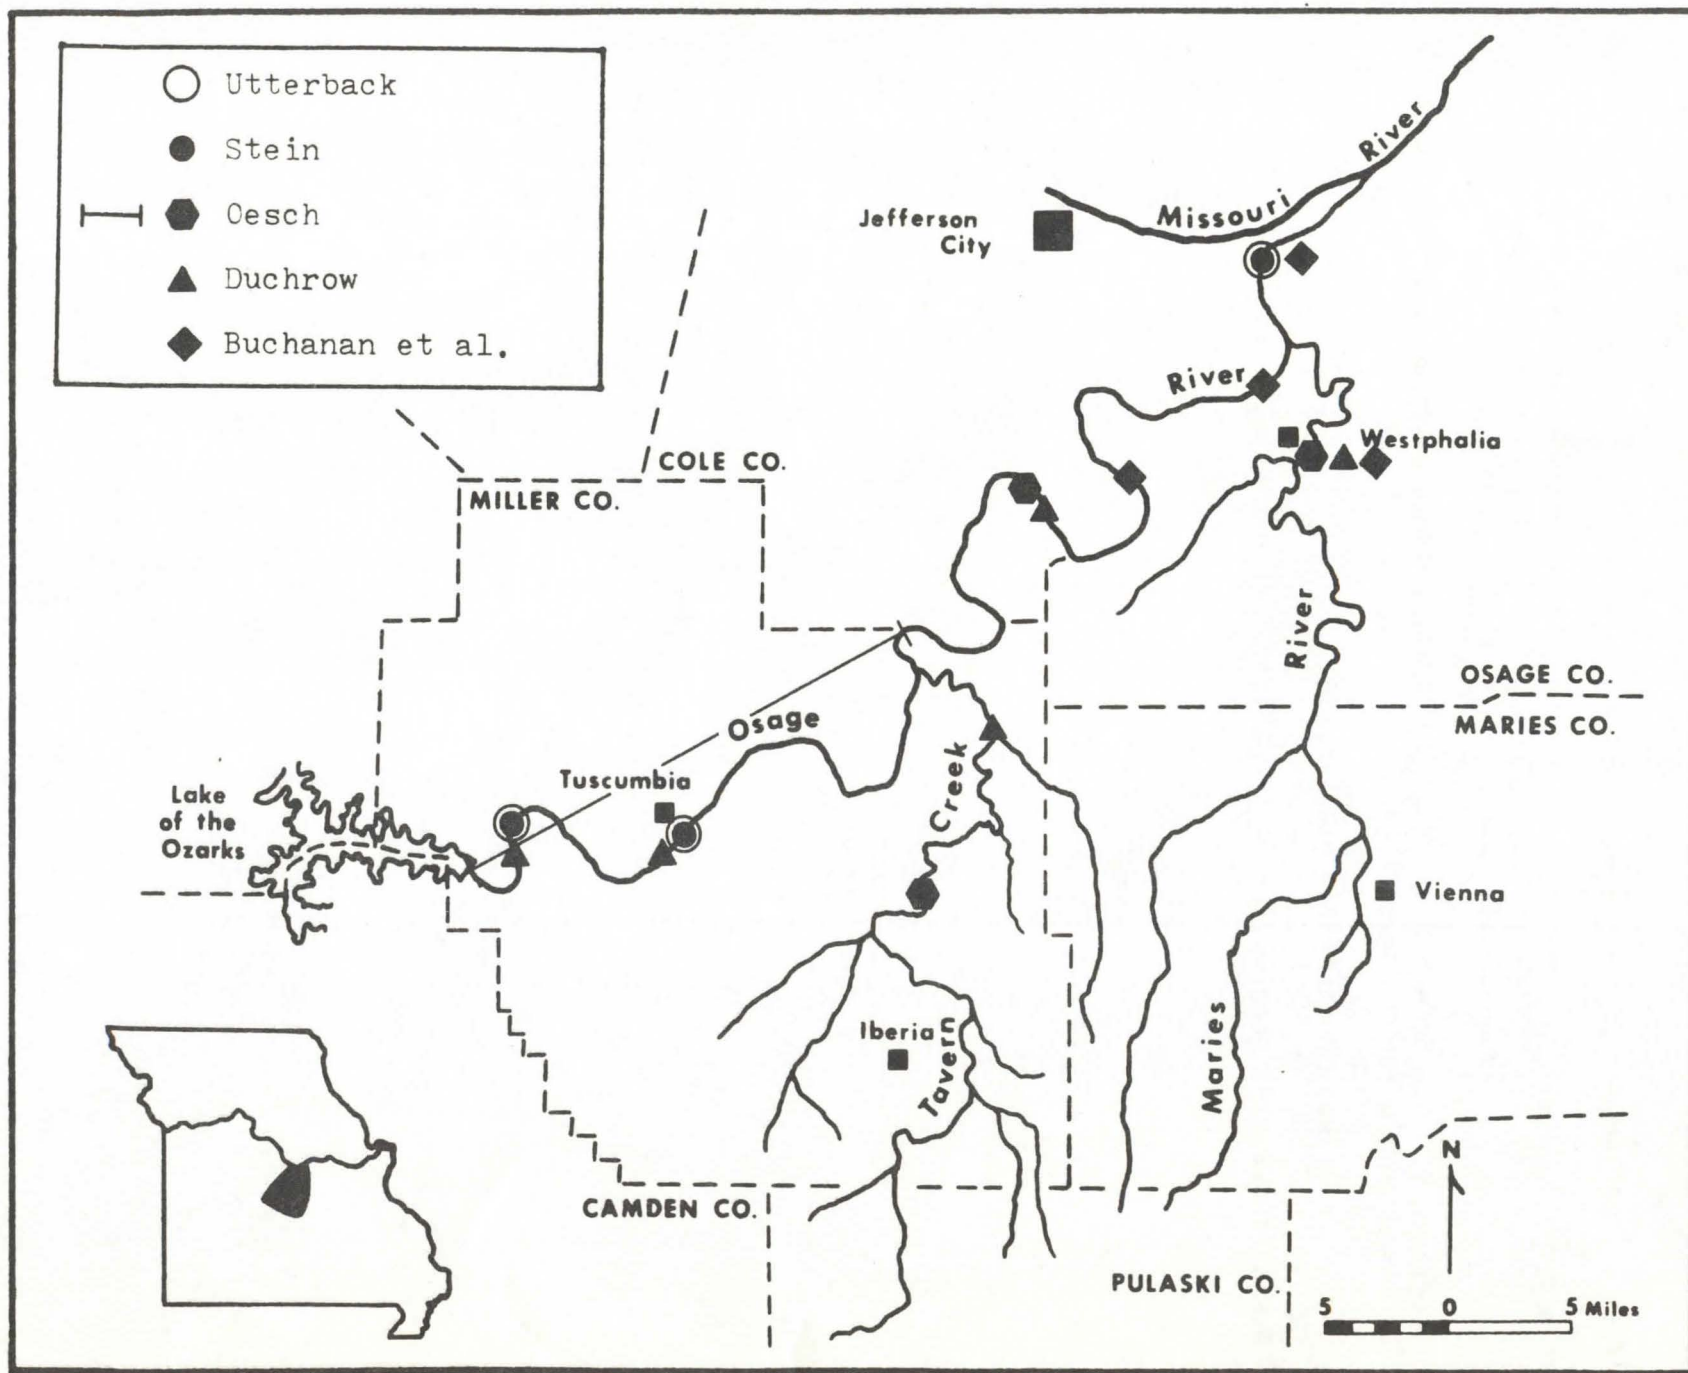 Utterback
Stein
Oesch
Duchrow
Buchanan et al.
Missouri River
Jefferson
City
River
Westphalia
COLE CO.
MILLER CO.
River
OSAGE CO.
MARIES CO.
Osage
Tuscumbia
Lake
of the
Ozarks
Creek
Vienna
Iberia
Tavern
Maries
N
CAMDEN CO.
PULASKI CO.
5 0 5 Miles